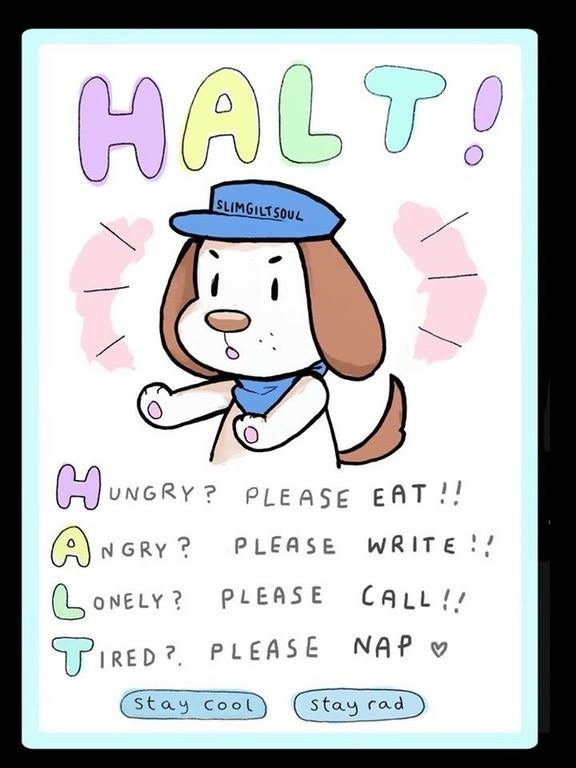 HALT!
SLIMGILTSOUL
HUNGRY? PLEASE EAT!!
ANGRY? PLEASE WRITE!!
LONELY? PLEASE CALL!!
TIRED?. PLEASE NAP ♡
stay cool stay rad